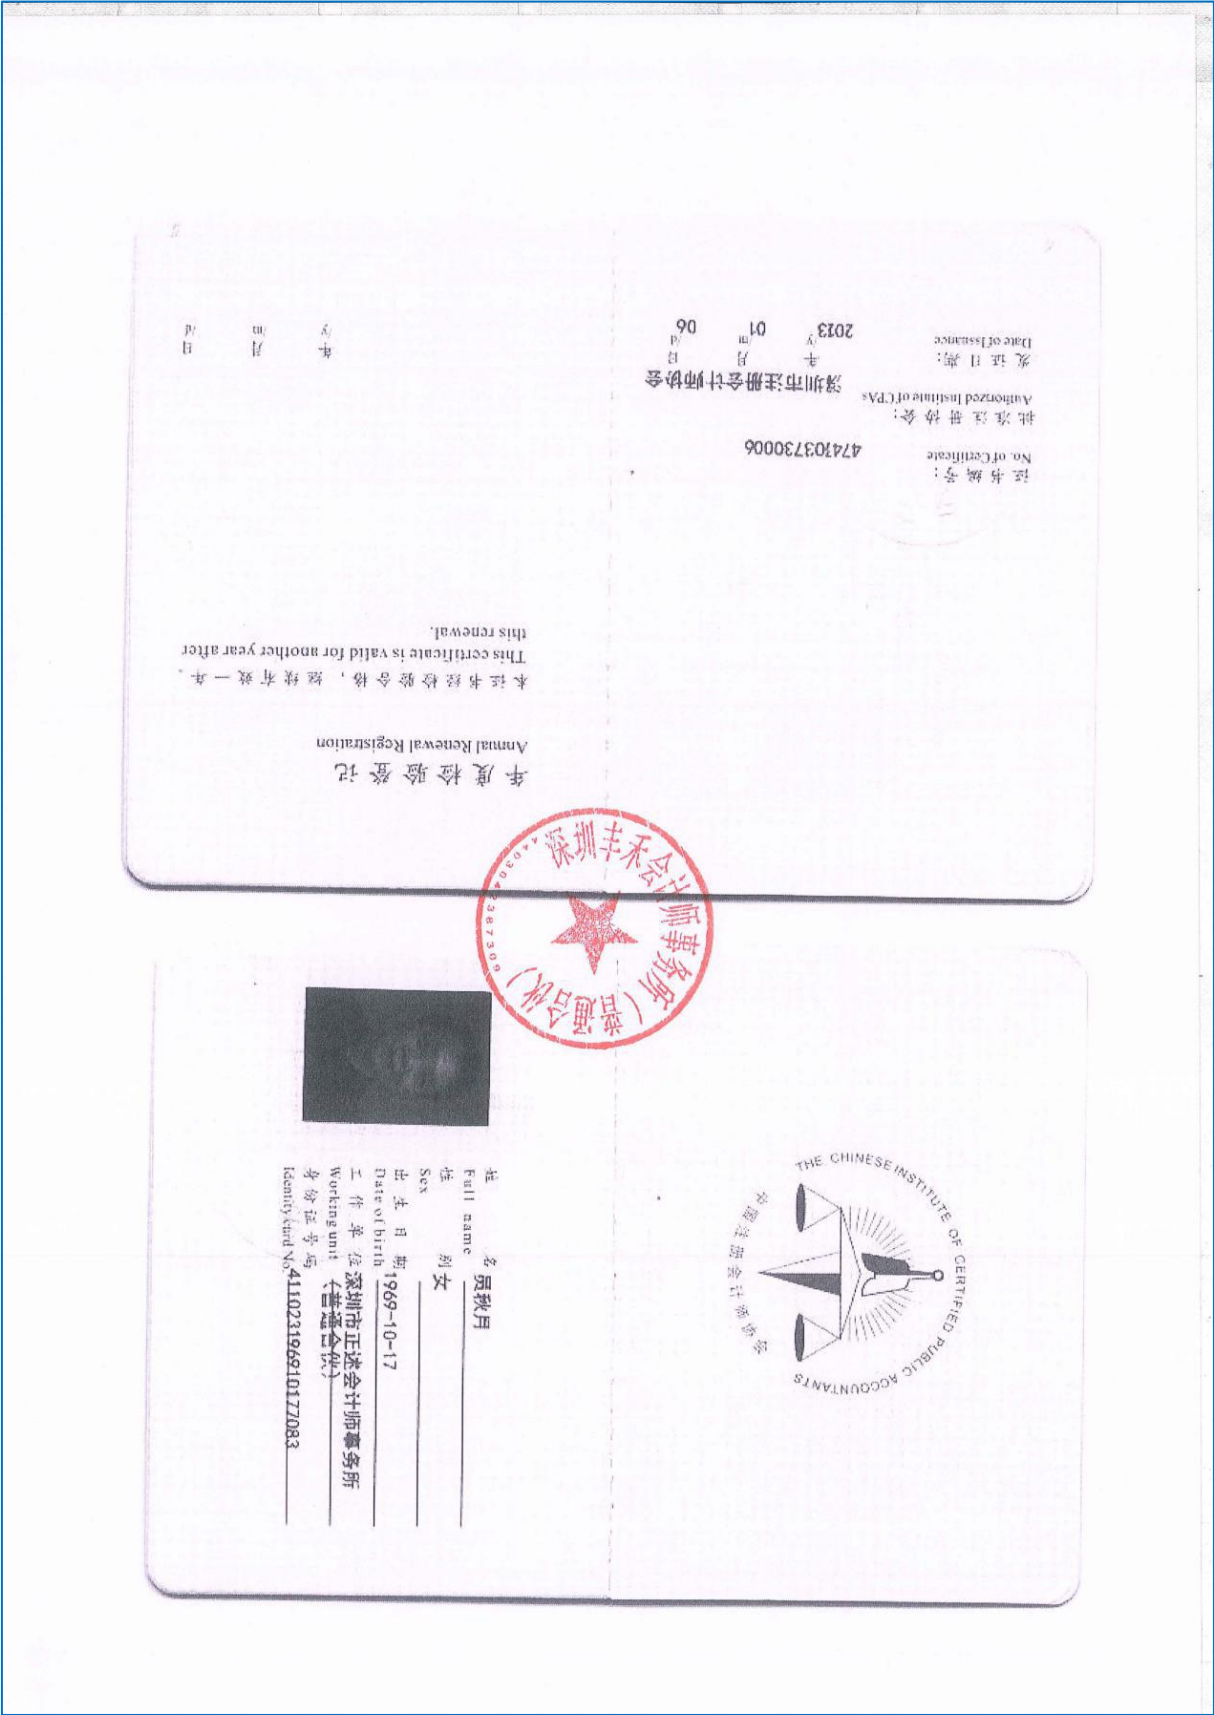 证书编号:
No. of Certificate
474703730006
批准注册协会:
Authorized Institute of CPAs
深圳市注册会计师协会
发证日期:
Date of Issuance
2013 年 01 月 06 日
/y /m /d
年度检验登记
Annual Renewal Registration
本证书经检验合格，继续有效一年。
This certificate is valid for another year after
this renewal.
年 月 日
/y /m /d
深圳丰禾会计师事务所（普通合伙）
姓 名 员秋月
Full name
性 别 女
Sex
出生日期 1969-10-17
Date of birth
工作单位 深圳市正达会计师事务所
Working unit （普通合伙）
身份证号码
Identity card No. 411023196910177083
THE CHINESE INSTITUTE OF CERTIFIED PUBLIC ACCOUNTANTS
中国注册会计师协会